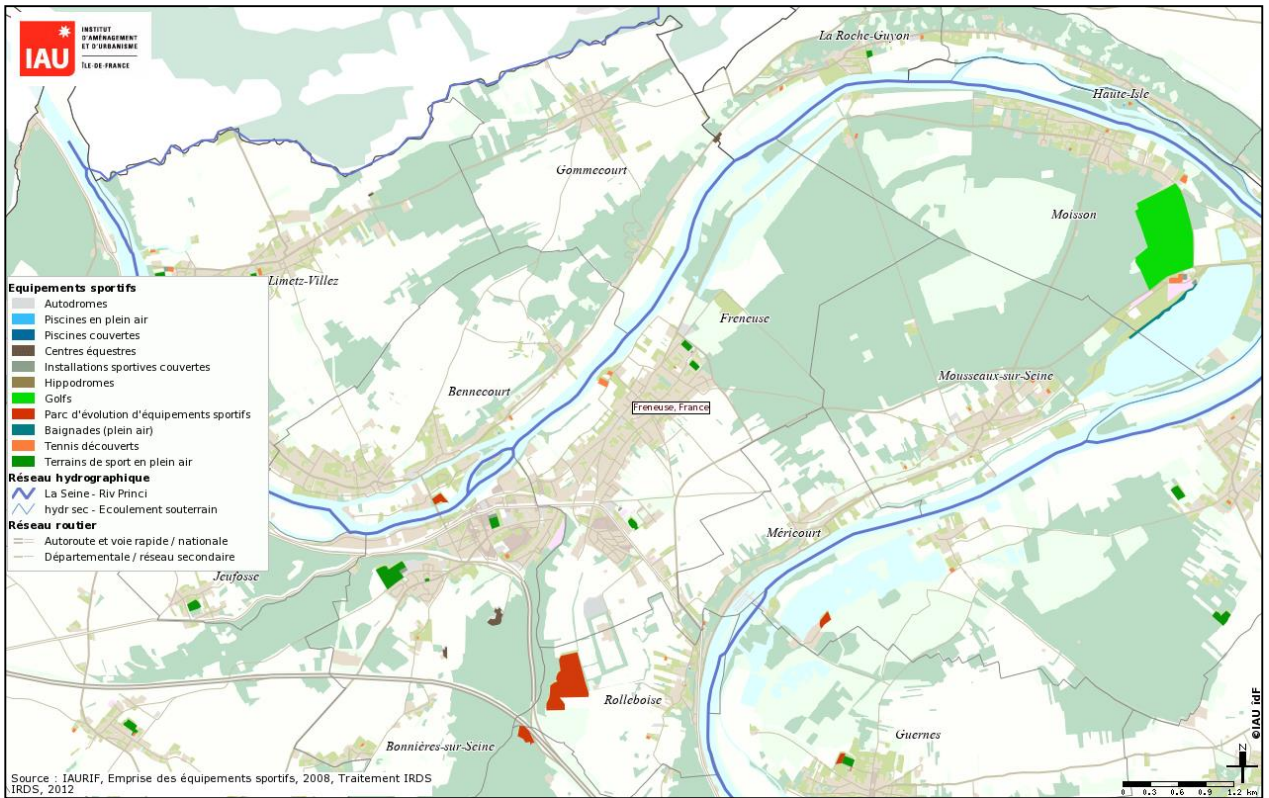 IAU
INSTITUT
D'AMÉNAGEMENT
ET D'URBANISME
ÎLE-DE-FRANCE
La Roche-Guyon
Haute-Isle
Gommecourt
Moisson
Limetz-Villez
Freneuse
Mousseaux-sur-Seine
Bennecourt
Freneuse, France
Equipements sportifs
Autodromes
Piscines en plein air
Piscines couvertes
Centres équestres
Installations sportives couvertes
Hippodromes
Golfs
Parc d'évolution d'équipements sportifs
Baignades (plein air)
Tennis découverts
Terrains de sport en plein air
Réseau hydrographique
La Seine - Riv Princi
hydr sec - Ecoulement souterrain
Réseau routier
Autoroute et voie rapide / nationale
Départementale / réseau secondaire
Méricourt
Jeufosse
Rolleboise
Guernes
Bonnières-sur-Seine
©IAU îdF
N
0 0.3 0.6 0.9 1.2 km
Source : IAURIF, Emprise des équipements sportifs, 2008, Traitement IRDS
IRDS, 2012